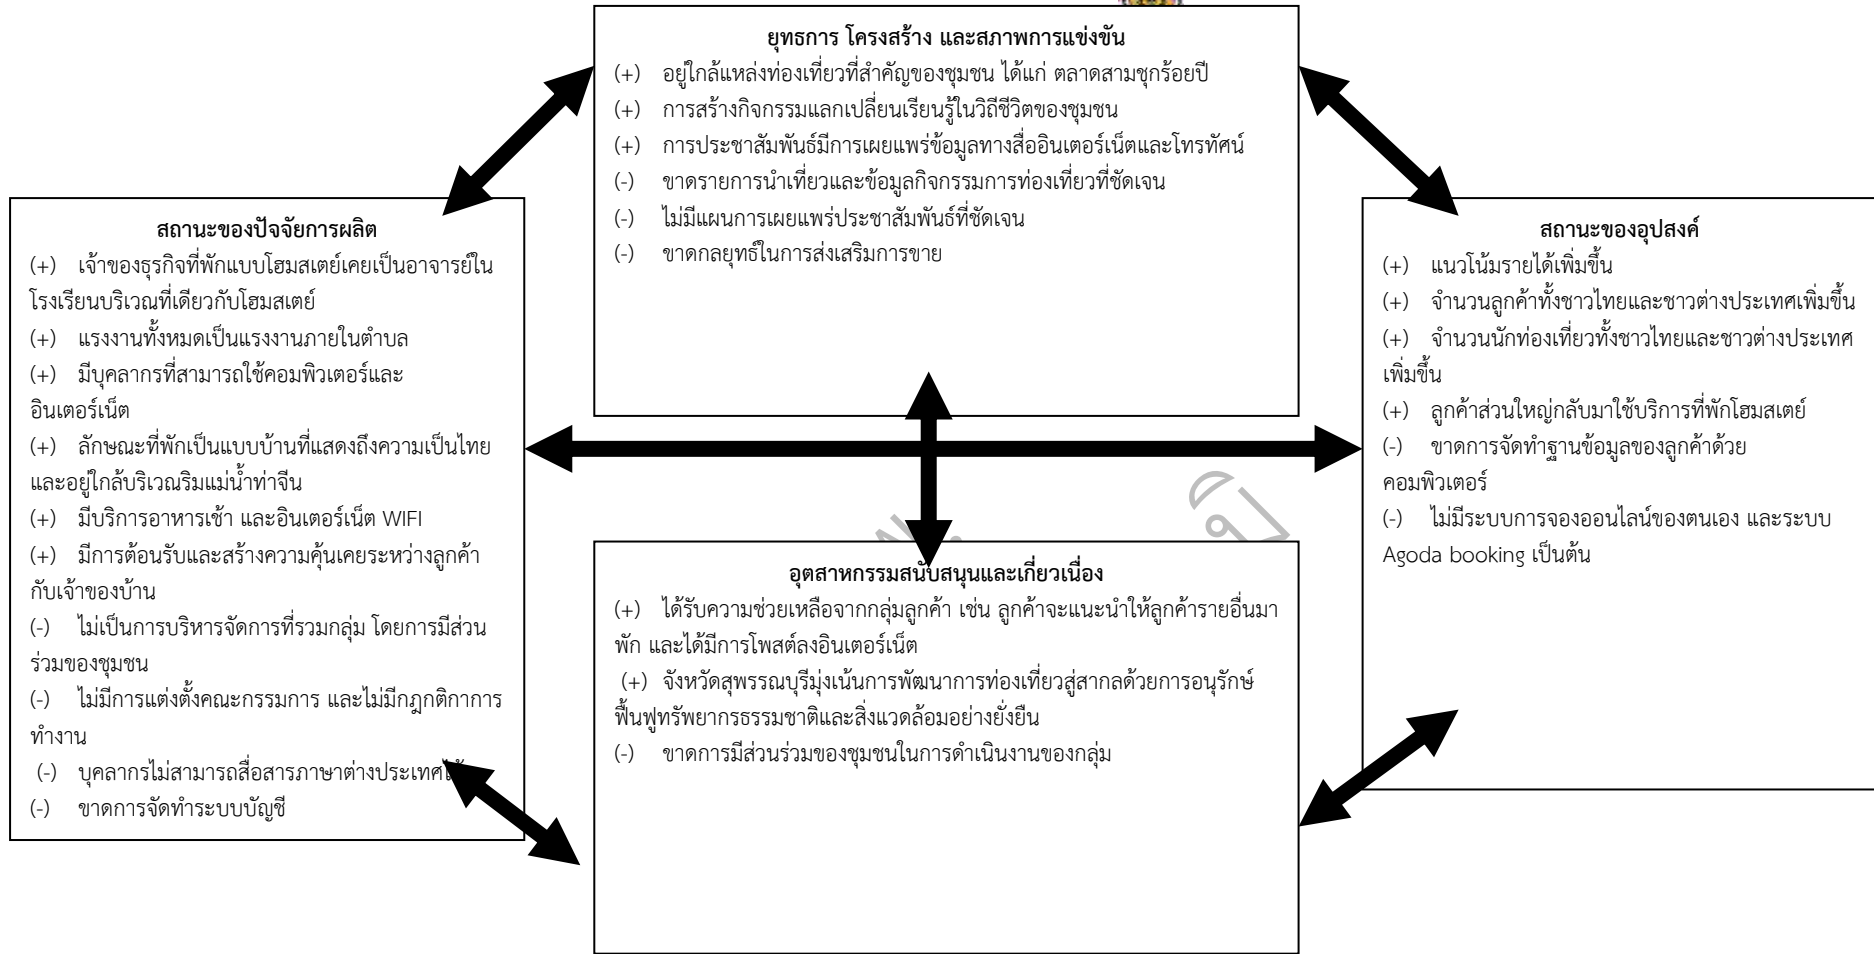 ยุทธการ โครงสร้าง และสภาพการแข่งขัน
(+) อยู่ใกล้แหล่งท่องเที่ยวที่สำคัญของชุมชน ได้แก่ ตลาดสามชุกร้อยปี
(+) การสร้างกิจกรรมแลกเปลี่ยนเรียนรู้ในวิถีชีวิตของชุมชน
(+) การประชาสัมพันธ์มีการเผยแพร่ข้อมูลทางสื่ออินเตอร์เน็ตและโทรทัศน์
(-) ขาดรายการนำเที่ยวและข้อมูลกิจกรรมการท่องเที่ยวที่ชัดเจน
(-) ไม่มีแผนการเผยแพร่ประชาสัมพันธ์ที่ชัดเจน
(-) ขาดกลยุทธ์ในการส่งเสริมการขาย
สถานะของปัจจัยการผลิต
(+) เจ้าของธุรกิจที่พักแบบโฮมสเตย์เคยเป็นอาจารย์ใน
โรงเรียนบริเวณที่เดียวกับโฮมสเตย์
(+) แรงงานทั้งหมดเป็นแรงงานภายในตำบล
(+) มีบุคลากรที่สามารถใช้คอมพิวเตอร์และ
อินเตอร์เน็ต
(+) ลักษณะที่พักเป็นแบบบ้านที่แสดงถึงความเป็นไทย
และอยู่ใกล้บริเวณริมแม่น้ำท่าจีน
(+) มีบริการอาหารเช้า และอินเตอร์เน็ต WIFI
(+) มีการต้อนรับและสร้างความคุ้นเคยระหว่างลูกค้า
กับเจ้าของบ้าน
(-) ไม่เป็นการบริหารจัดการที่รวมกลุ่ม โดยการมีส่วน
ร่วมของชุมชน
(-) ไม่มีการแต่งตั้งคณะกรรมการ และไม่มีกฎกติกาการ
ทำงาน
(-) บุคลากรไม่สามารถสื่อสารภาษาต่างประเทศ
(-) ขาดการจัดทำระบบบัญชี
สถานะของอุปสงค์
(+) แนวโน้มรายได้เพิ่มขึ้น
(+) จำนวนลูกค้าทั้งชาวไทยและชาวต่างประเทศเพิ่มขึ้น
(+) จำนวนนักท่องเที่ยวทั้งชาวไทยและชาวต่างประเทศ
เพิ่มขึ้น
(+) ลูกค้าส่วนใหญ่กลับมาใช้บริการที่พักโฮมสเตย์
(-) ขาดการจัดทำฐานข้อมูลของลูกค้าด้วย
คอมพิวเตอร์
(-) ไม่มีระบบการจองออนไลน์ของตนเอง และระบบ
Agoda booking เป็นต้น
อุตสาหกรรมสนับสนุนและเกี่ยวเนื่อง
(+) ได้รับความช่วยเหลือจากกลุ่มลูกค้า เช่น ลูกค้าจะแนะนำให้ลูกค้ารายอื่นมา
พัก และได้มีการโพสต์ลงอินเตอร์เน็ต
(+) จังหวัดสุพรรณบุรีมุ่งเน้นการพัฒนาการท่องเที่ยวสู่สากลด้วยการอนุรักษ์
ฟื้นฟูทรัพยากรธรรมชาติและสิ่งแวดล้อมอย่างยั่งยืน
(-) ขาดการมีส่วนร่วมของชุมชนในการดำเนินงานของกลุ่ม